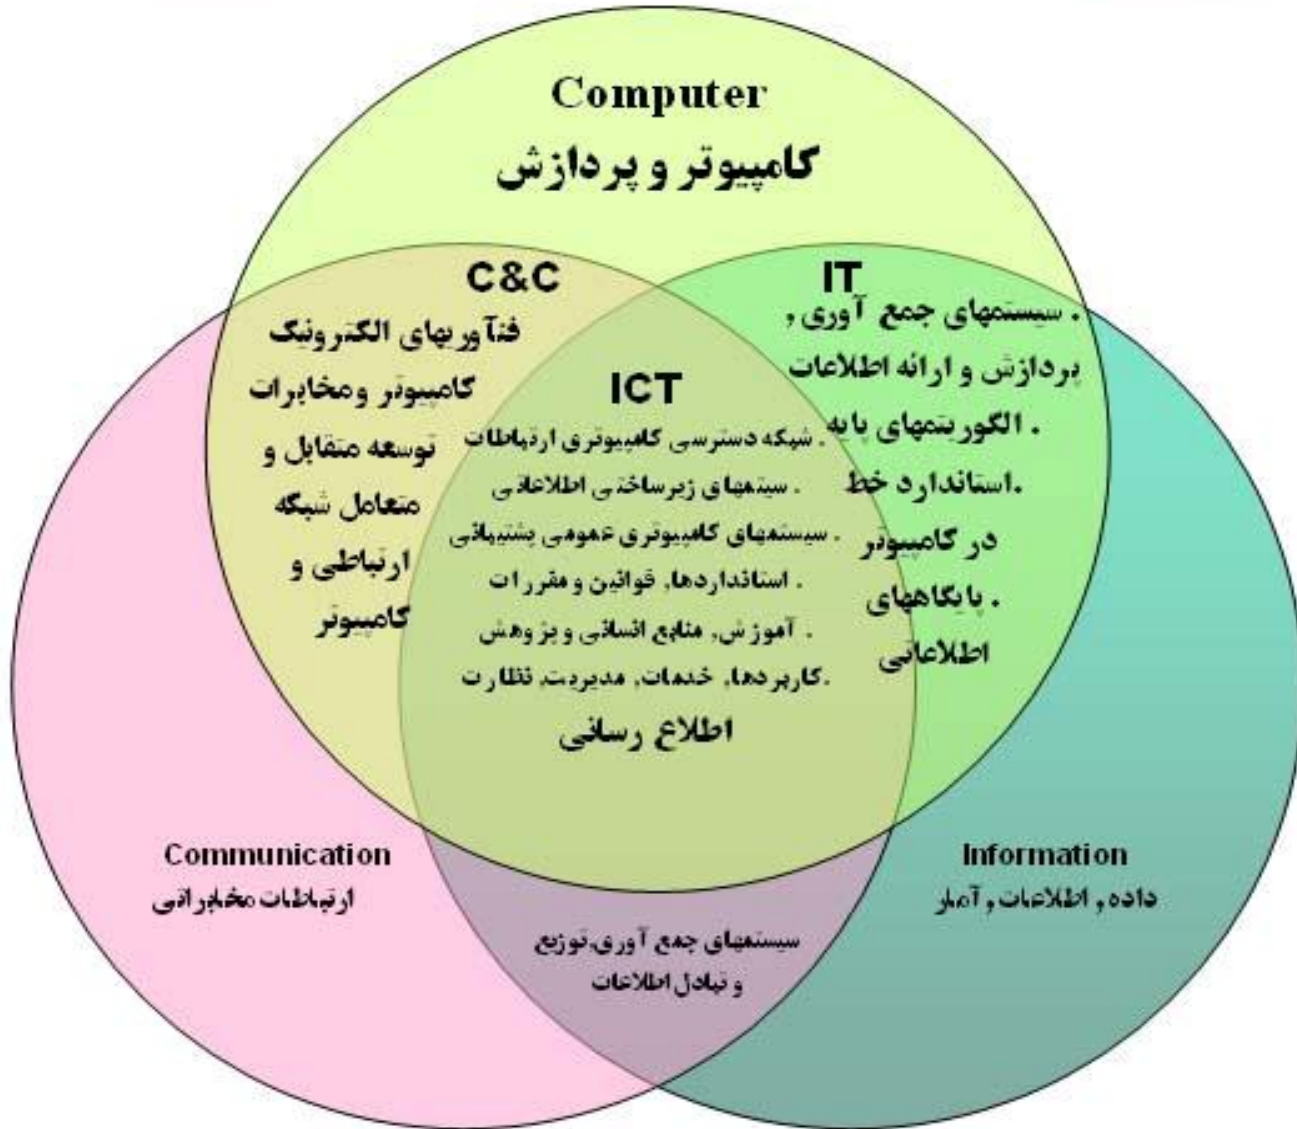 Computer
کامپیوتر و پردازش
C&C
فنآوریهای الکترونیک
کامپیوتر ومخابرات
توسعه متقابل و
متعامل شبکه
ارتباطی و
کامپیوتر
IT
. سیستمهای جمع آوری ,
پردازش و ارائه اطلاعات
. الگوریتمهای پایه
.استاندارد خط
در کامپیوتر
. پایگاههای
اطلاعاتی
ICT
. شبکه دسترسی کامپیوتری ارتباطات
. سیتمهای زیرساختی اطلاعاتی
. سیستمهای کامپیوتری عمومی پشتیبانی
. استانداردها, قوانین و مقررات
. آموزش, منابع انسانی و پژوهش
.کاربردها, خدمات, مدیریت, نظارت
اطلاع رسانی
Communication
ارتباطات مخابراتی
Information
داده , اطلاعات , آمار
سیستمهای جمع آوری,توزیع
و تبادل اطلاعات